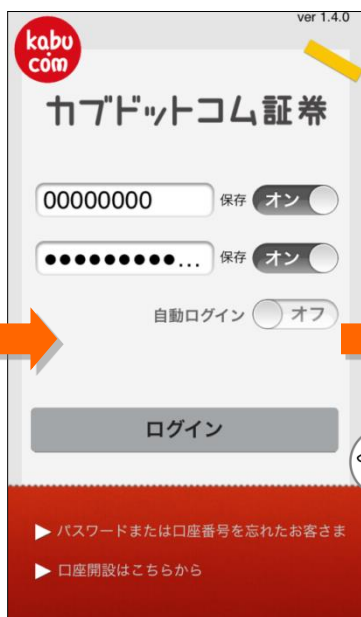 ver 1.4.0
kabu
com
カブドットコム証券
00000000 保存 オン
●●●●●●●●●... 保存 オン
自動ログイン オフ
ログイン
▶ パスワードまたは口座番号を忘れたお客さま
▶ 口座開設はこちらから